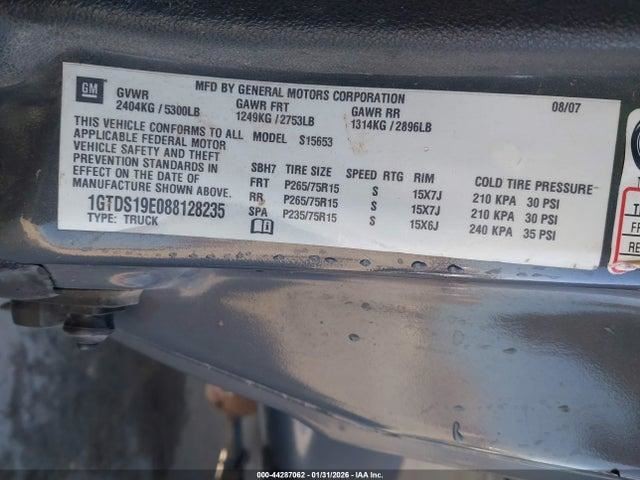 GM
MFD BY GENERAL MOTORS CORPORATION 08/07
GVWR GAWR FRT GAWR RR
2404KG / 5300LB 1249KG / 2753LB 1314KG / 2896LB
THIS VEHICLE CONFORMS TO ALL MODEL S15653
APPLICABLE FEDERAL MOTOR
VEHICLE SAFETY AND THEFT
PREVENTION STANDARDS IN
EFFECT ON THE DATE OF
MANUFACTURE SHOWN ABOVE.
1GTDS19E088128235
TYPE: TRUCK
SBH7 TIRE SIZE SPEED RTG RIM COLD TIRE PRESSURE
FRT P265/75R15 S 15X7J 210 KPA 30 PSI
RR P265/75R15 S 15X7J 210 KPA 30 PSI
SPA P235/75R15 S 15X6J 240 KPA 35 PSI
000-44287062 - 01/31/2026 - IAA Inc.